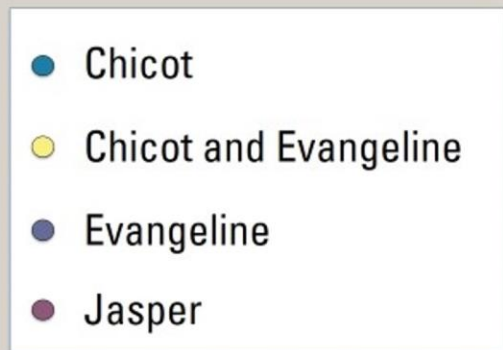 Chicot
Chicot and Evangeline
Evangeline
Jasper